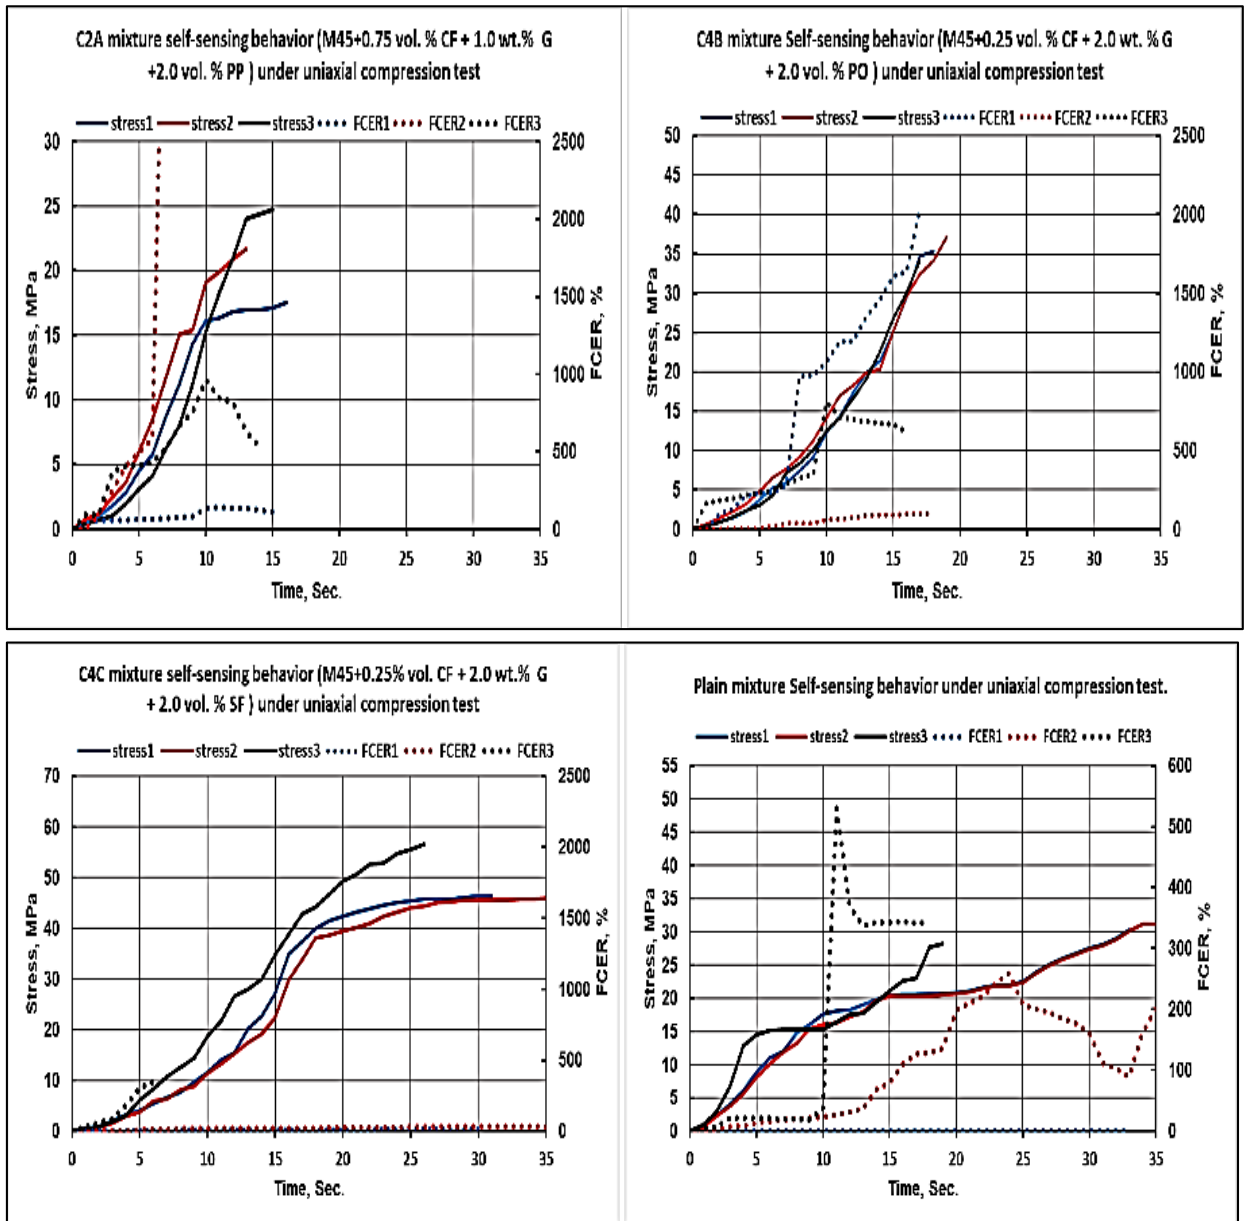 C2A mixture self-sensing behavior (M45+0.75 vol. % CF + 1.0 wt.% G
+2.0 vol. % PP ) under uniaxial compression test
stress1 stress2 stress3 FCER1 FCER2 FCER3
30
25
20
15
10
5
0
Stress, MPa
2500
2000
1500
1000
500
0
FCER, %
0 5 10 15 20 25 30 35
Time, Sec.
C4B mixture Self-sensing behavior (M45+0.25 vol. % CF + 2.0 wt. % G
+ 2.0 vol. % PO ) under uniaxial compression test
stress1 stress2 stress3 FCER1 FCER2 FCER3
50
45
40
35
30
25
20
15
10
5
0
Stress, MPa
2500
2000
1500
1000
500
0
FCER, %
0 5 10 15 20 25 30 35
Time, Sec.
C4C mixture self-sensing behavior (M45+0.25% vol. CF + 2.0 wt.% G
+ 2.0 vol. % SF ) under uniaxial compression test
stress1 stress2 stress3 FCER1 FCER2 FCER3
70
60
50
40
30
20
10
0
Stress, MPa
2500
2000
1500
1000
500
0
FCER, %
0 5 10 15 20 25 30 35
Time, Sec.
Plain mixture Self-sensing behavior under uniaxial compression test.
stress1 stress2 stress3 FCER1 FCER2 FCER3
55
50
45
40
35
30
25
20
15
10
5
0
Stress, MPa
600
500
400
300
200
100
0
FCER, %
0 5 10 15 20 25 30 35
Time, Sec.